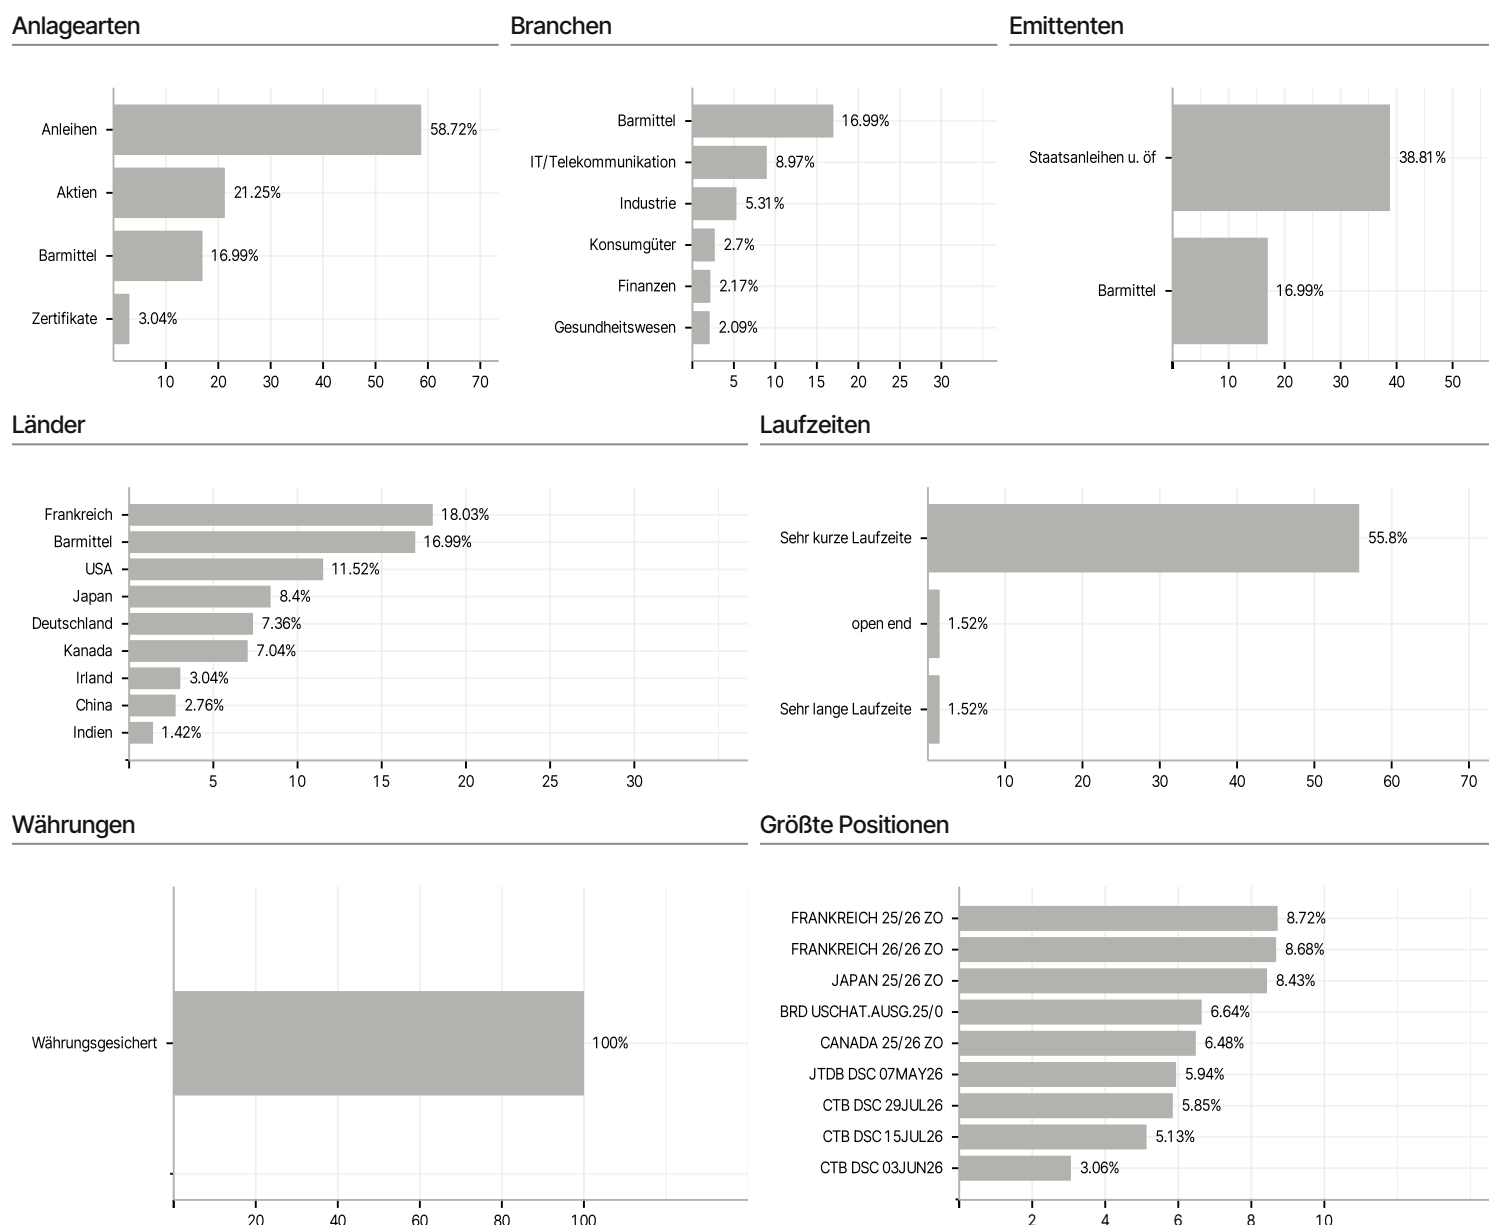 Anlagearten
Anleihen 58.72%
Aktien 21.25%
Barmittel 16.99%
Zertifikate 3.04%
10 20 30 40 50 60 70
Branchen
Barmittel 16.99%
IT/Telekommunikation 8.97%
Industrie 5.31%
Konsumgüter 2.7%
Finanzen 2.17%
Gesundheitswesen 2.09%
5 10 15 20 25 30
Emittenten
Staatsanleihen u. öf 38.81%
Barmittel 16.99%
10 20 30 40 50
Länder
Frankreich 18.03%
Barmittel 16.99%
USA 11.52%
Japan 8.4%
Deutschland 7.36%
Kanada 7.04%
Irland 3.04%
China 2.76%
Indien 1.42%
5 10 15 20 25 30
Laufzeiten
Sehr kurze Laufzeite 55.8%
open end 1.52%
Sehr lange Laufzeite 1.52%
10 20 30 40 50 60 70
Währungen
Währungsgesichert 100%
20 40 60 80 100
Größte Positionen
FRANKREICH 25/26 ZO 8.72%
FRANKREICH 26/26 ZO 8.68%
JAPAN 25/26 ZO 8.43%
BRD USCHAT.AUSG.25/0 6.64%
CANADA 25/26 ZO 6.48%
JTDB DSC 07MAY26 5.94%
CTB DSC 29JUL26 5.85%
CTB DSC 15JUL26 5.13%
CTB DSC 03JUN26 3.06%
2 4 6 8 10